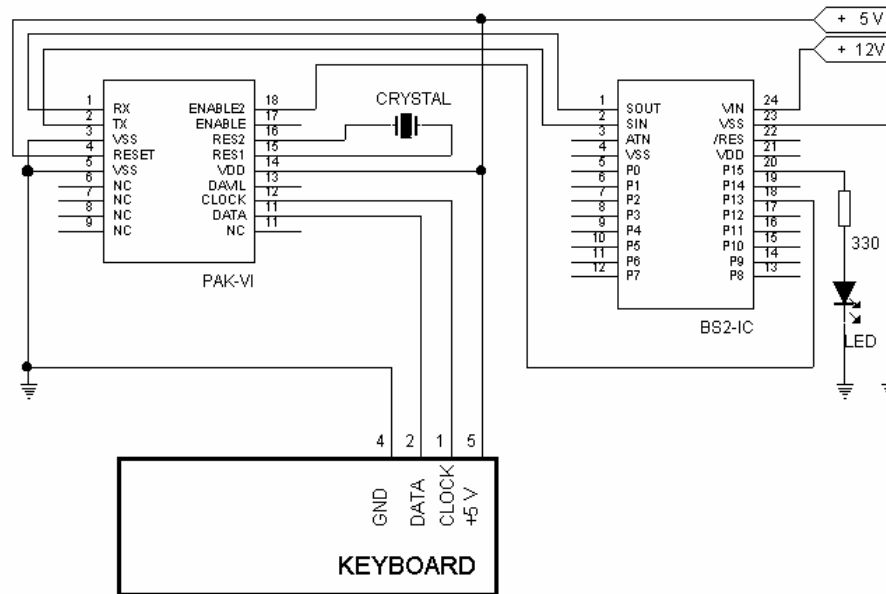 + 5 V
+ 12V
CRYSTAL
1 RX ENABLE2 18
2 TX ENABLE 17
3 VSS RES2 16
4 RESET RES1 15
5 VSS VDD 14
6 NC DAVIL 13
7 NC CLOCK 12
8 NC DATA 11
9 NC NC 11
PAK-VI
1 SOUT VIN 24
2 SIN VSS 23
3 ATN /RES 22
4 VSS VDD 21
5 P0 P15 20
6 P1 P14 19
7 P2 P13 18
8 P3 P12 17
9 P4 P11 16
10 P5 P10 15
11 P6 P9 14
12 P7 P8 13
BS2-IC
330
LED
4 2 1 5
GND DATA CLOCK +5 V
KEYBOARD